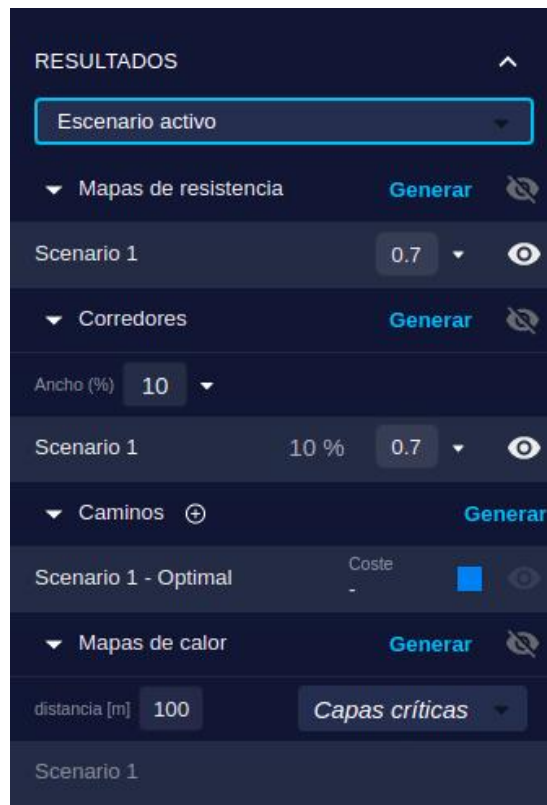 RESULTADOS
Escenario activo
Mapas de resistencia Generar
Scenario 1 0.7
Corredores Generar
Ancho (%) 10
Scenario 1 10 % 0.7
Caminos Generar
Scenario 1 - Optimal Coste -
Mapas de calor Generar
distancia [m] 100 Capas críticas
Scenario 1